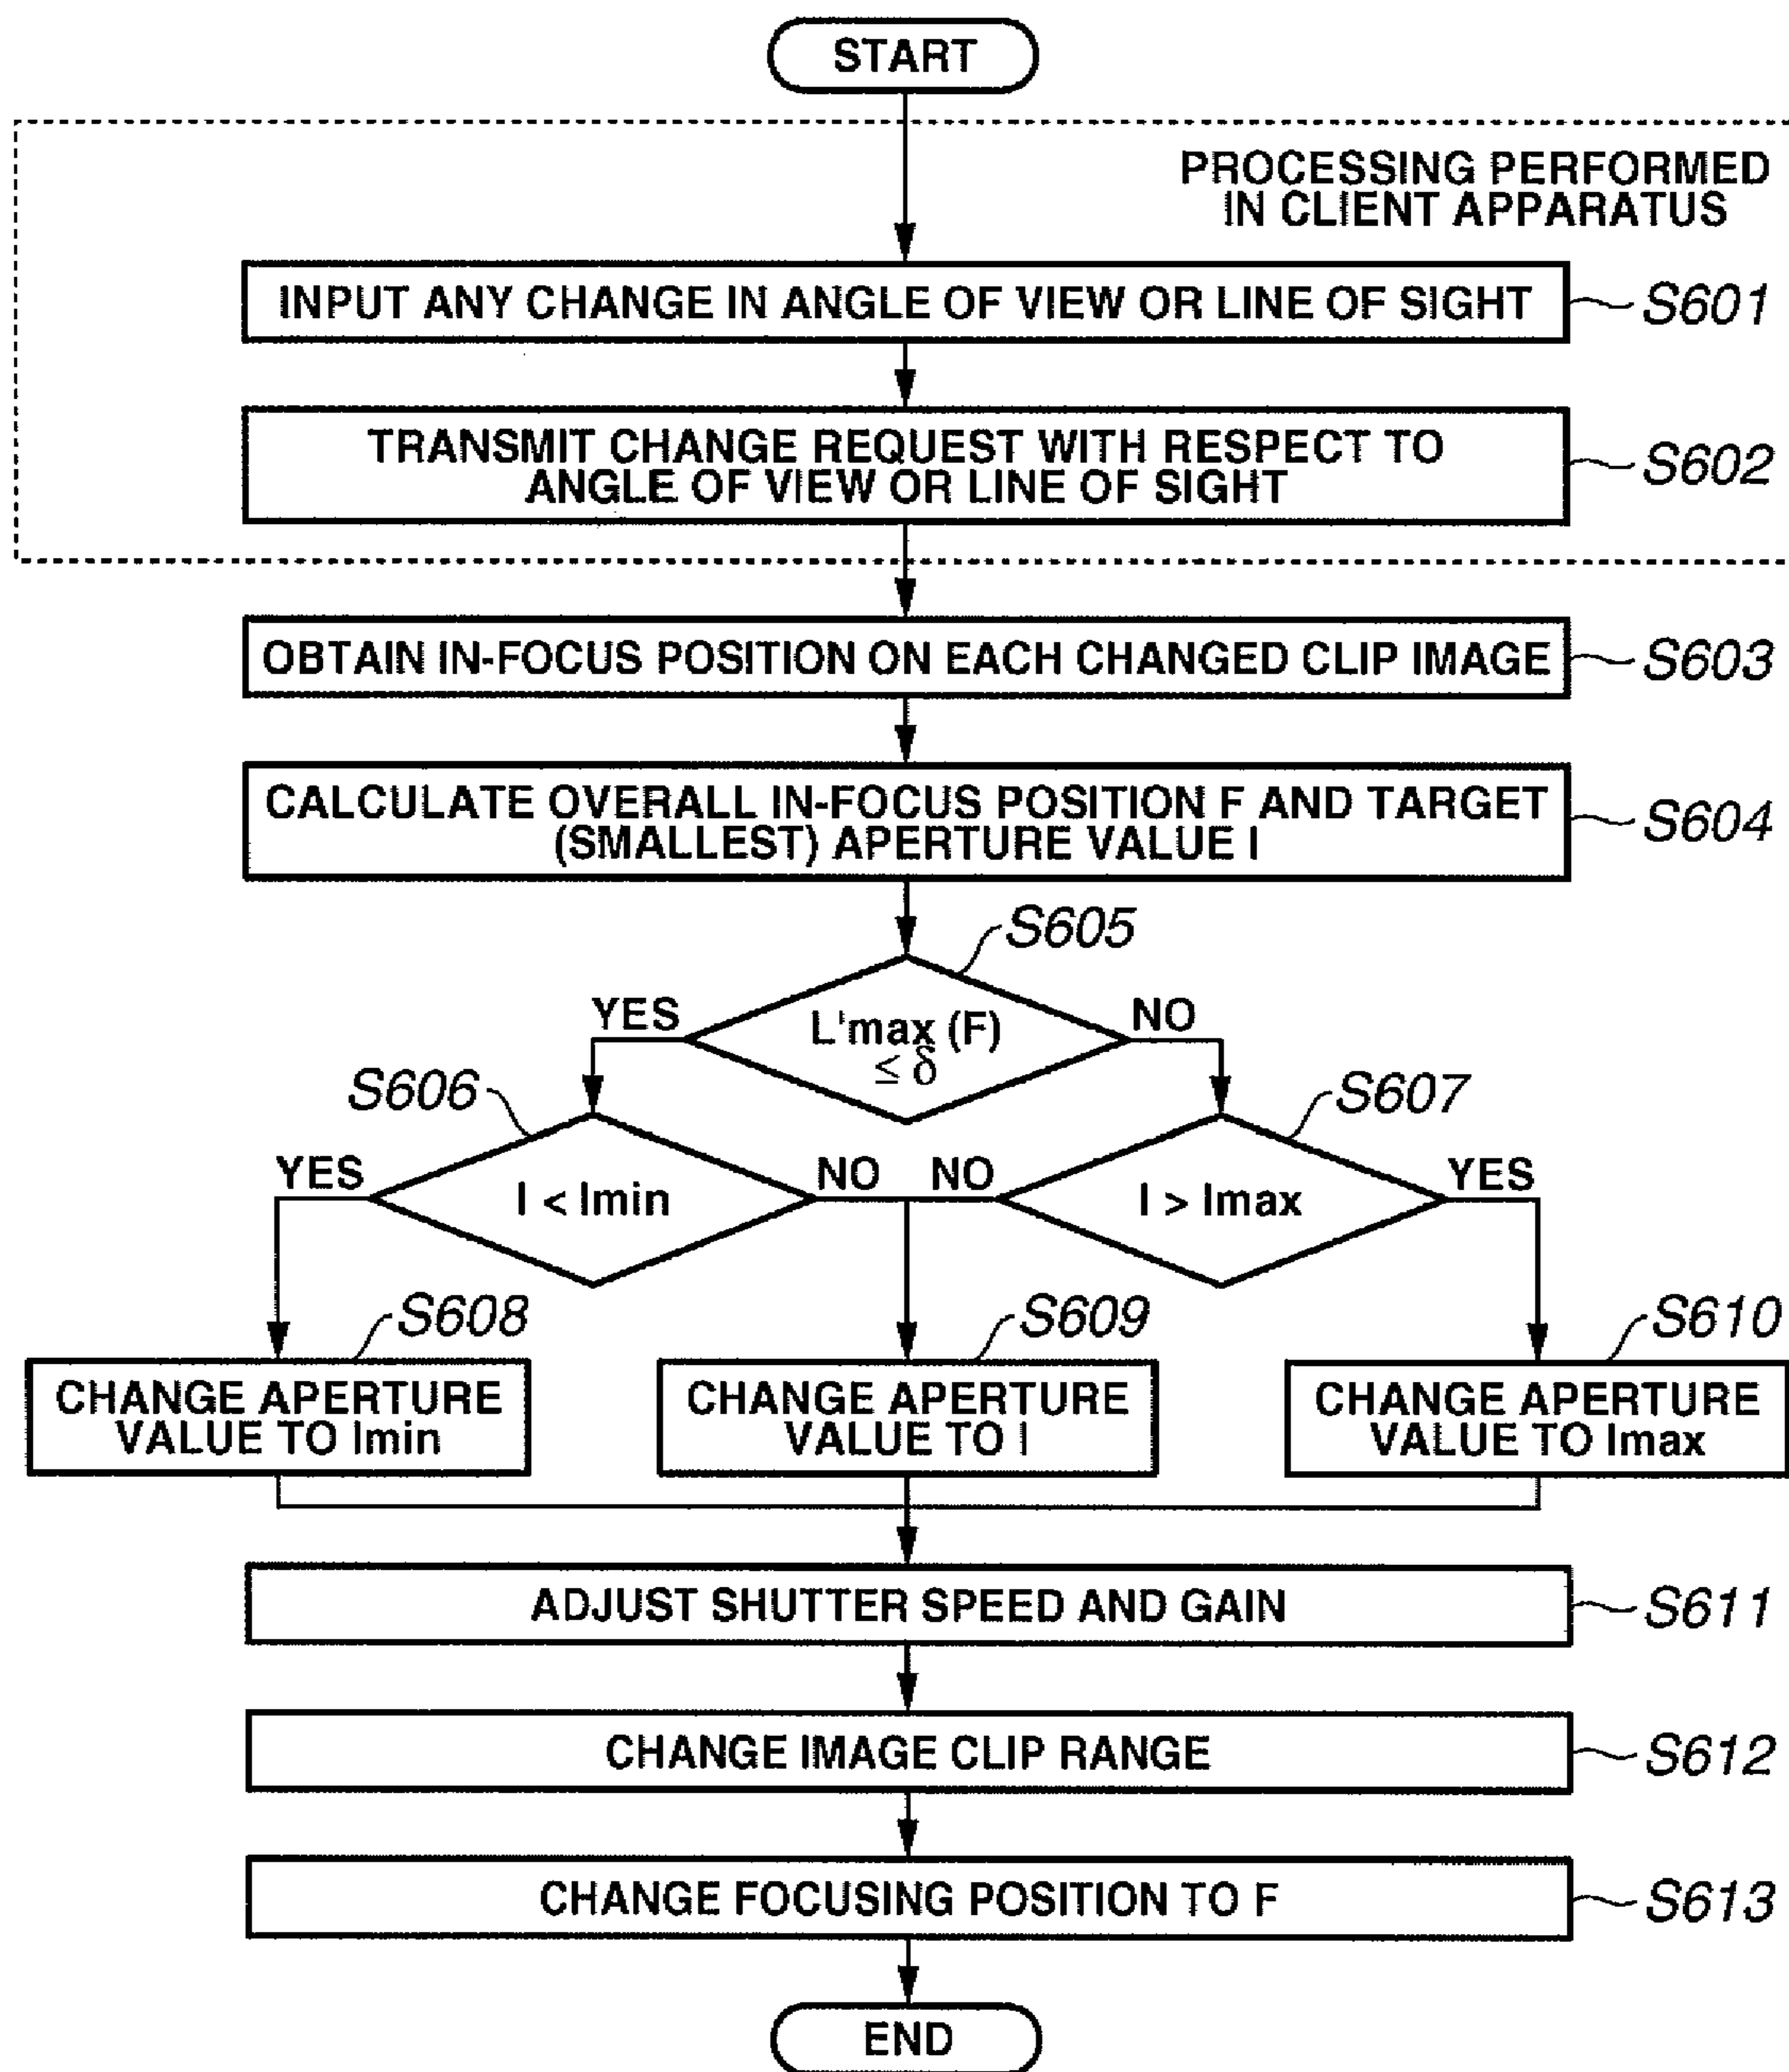 START
PROCESSING PERFORMED
IN CLIENT APPARATUS
INPUT ANY CHANGE IN ANGLE OF VIEW OR LINE OF SIGHT
S601
TRANSMIT CHANGE REQUEST WITH RESPECT TO
ANGLE OF VIEW OR LINE OF SIGHT
S602
OBTAIN IN-FOCUS POSITION ON EACH CHANGED CLIP IMAGE
S603
CALCULATE OVERALL IN-FOCUS POSITION F AND TARGET
(SMALLEST) APERTURE VALUE I
S604
S605
YES
L'max (F)
≤ δ
NO
S606
S607
YES
I < Imin
NO
NO
I > Imax
YES
S608
S609
S610
CHANGE APERTURE
VALUE TO Imin
CHANGE APERTURE
VALUE TO I
CHANGE APERTURE
VALUE TO Imax
ADJUST SHUTTER SPEED AND GAIN
S611
CHANGE IMAGE CLIP RANGE
S612
CHANGE FOCUSING POSITION TO F
S613
END